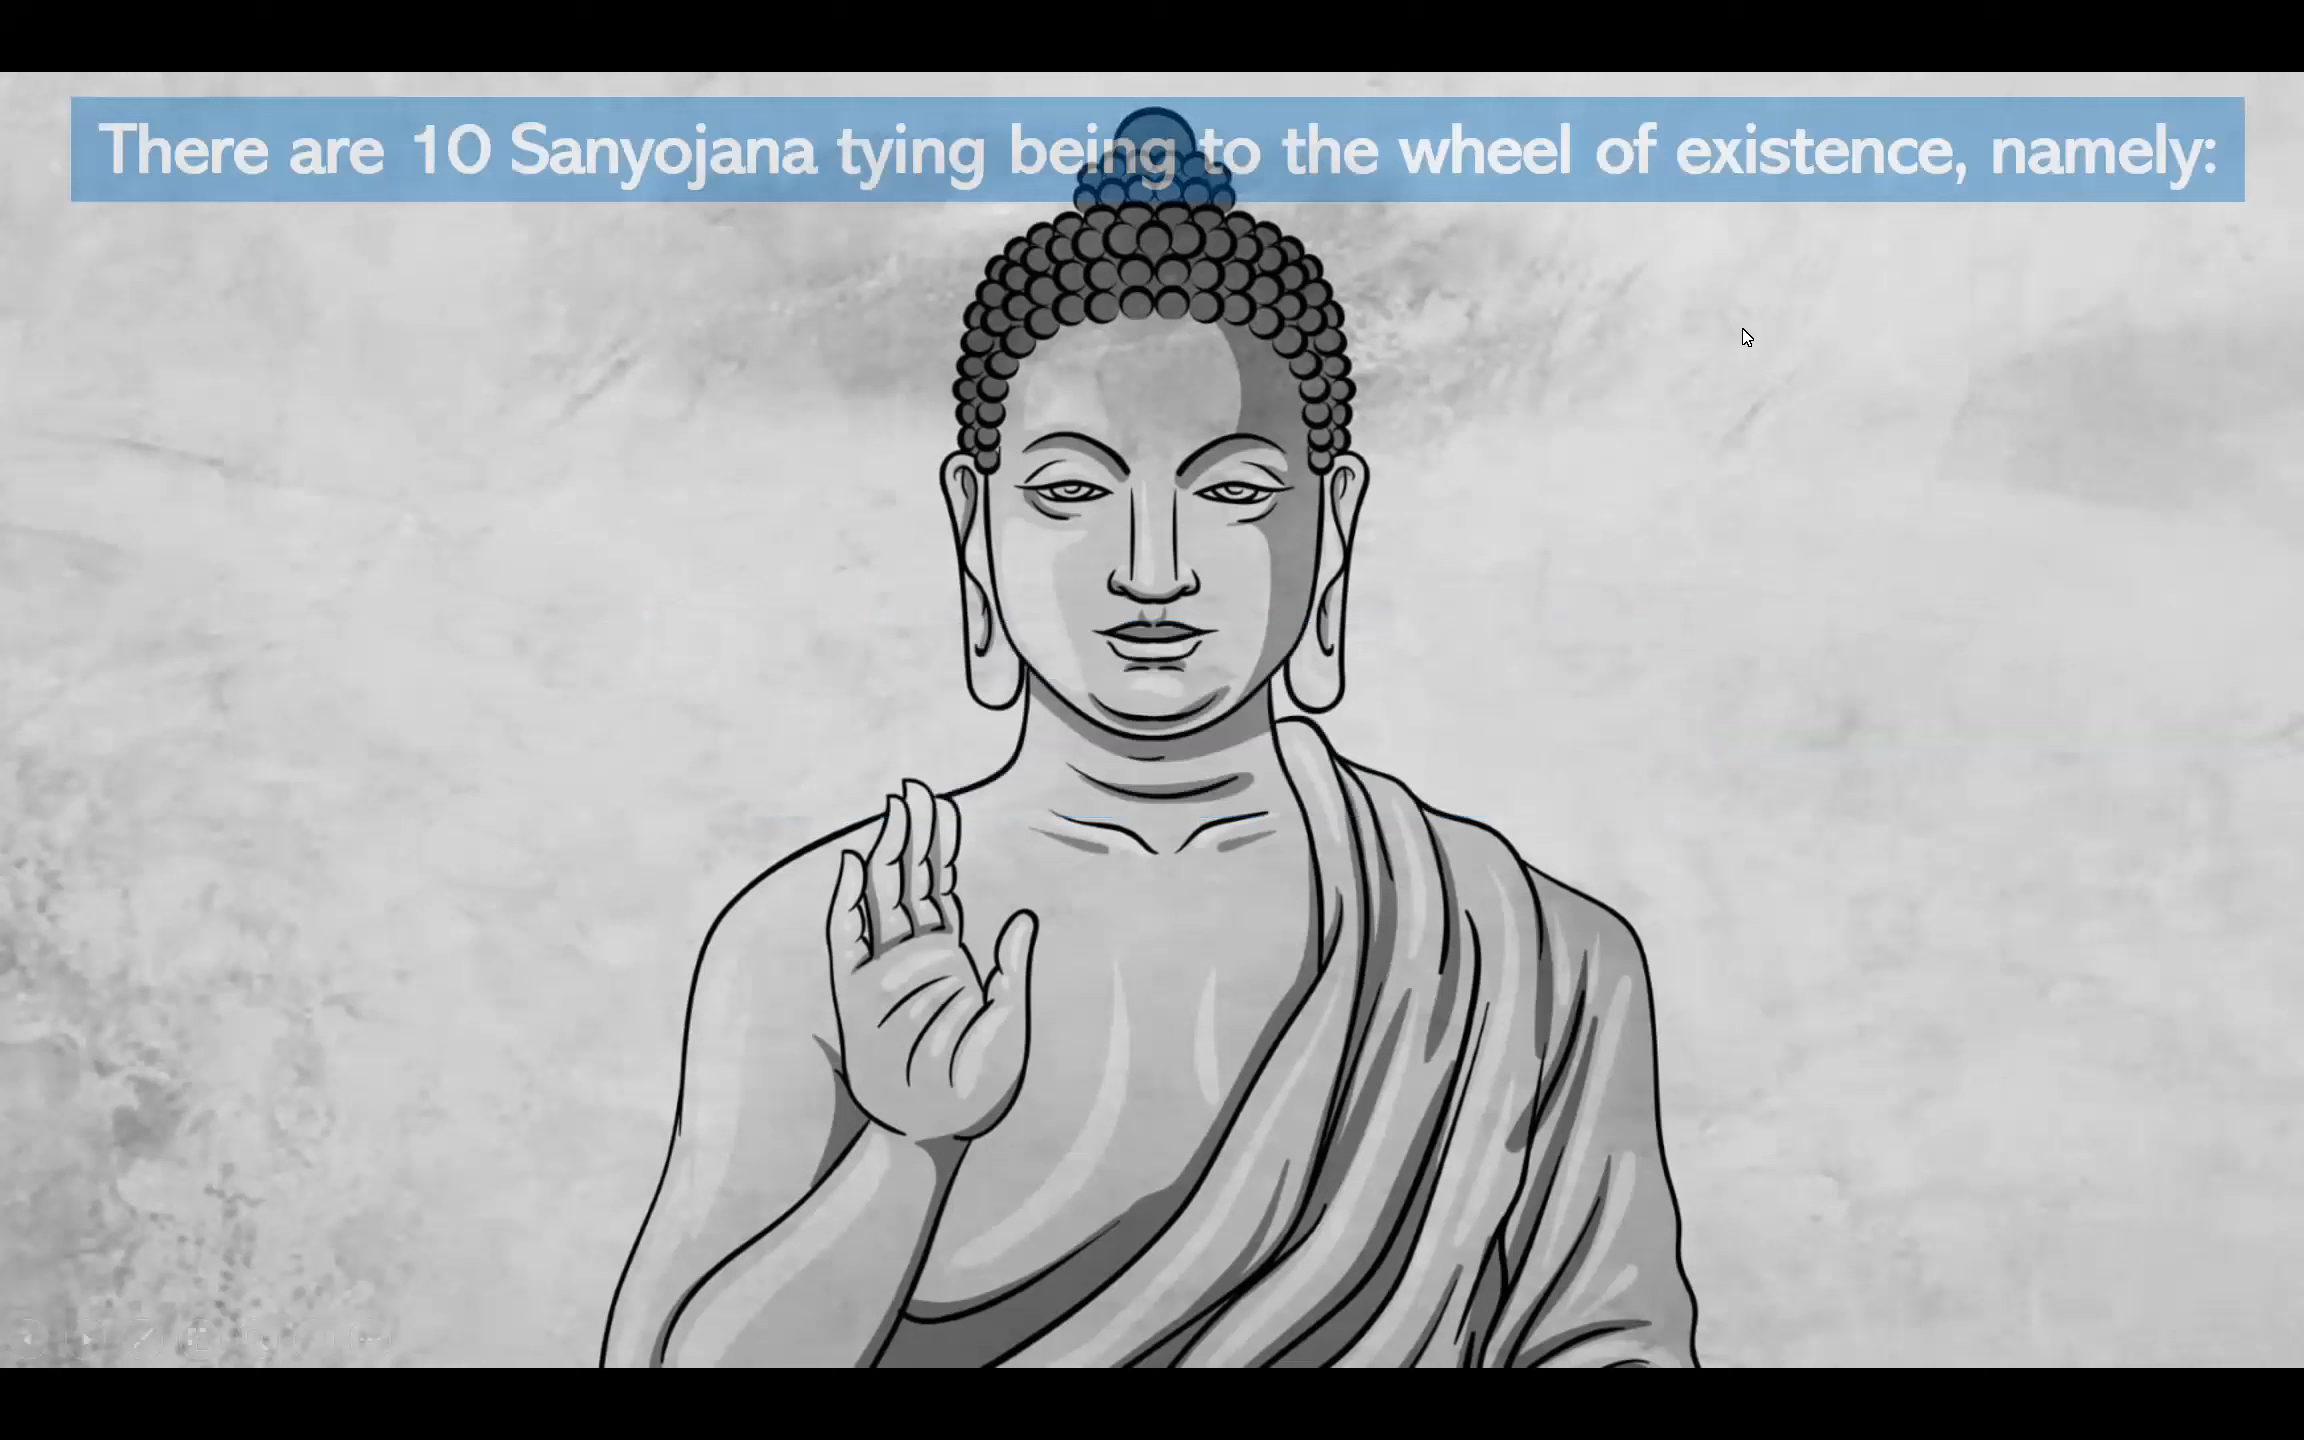 There are 10 Sanyojana tying being to the wheel of existence, namely: